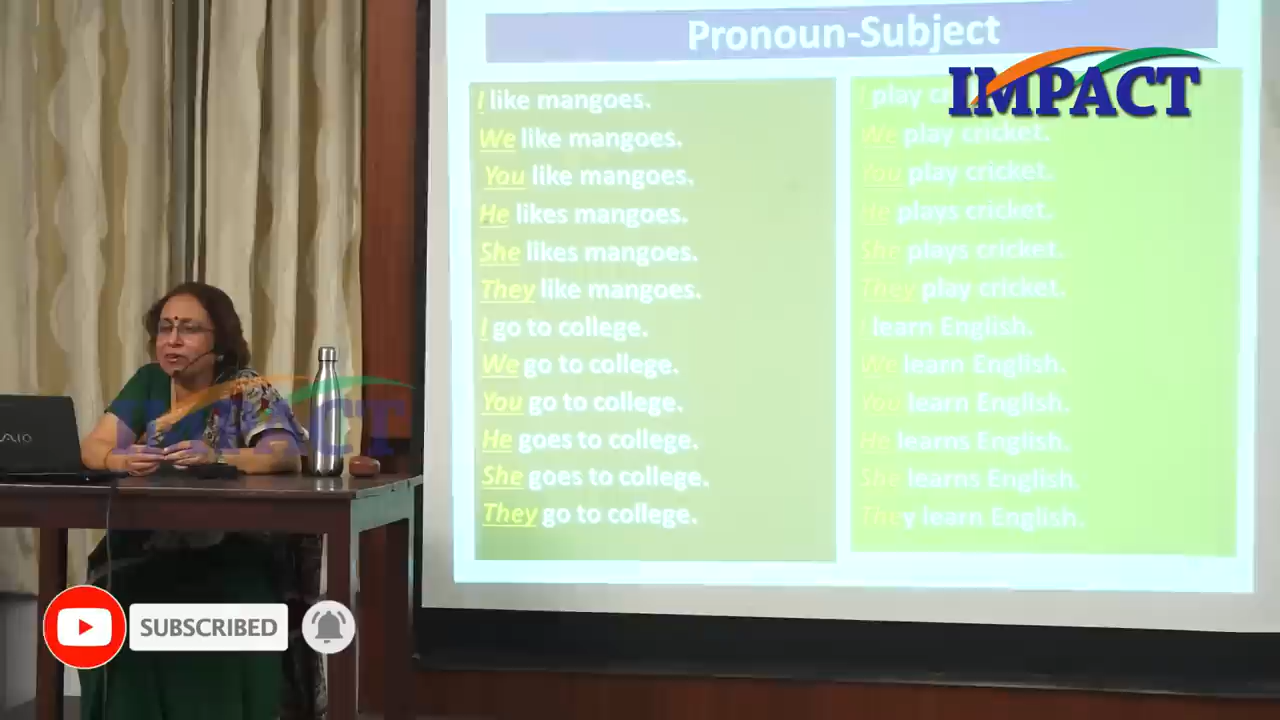 Pronoun-Subject
IMPACT
I like mangoes.
We like mangoes.
You like mangoes.
He likes mangoes.
She likes mangoes.
They like mangoes.
I go to college.
We go to college.
You go to college.
He goes to college.
She goes to college.
They go to college.
I play
We play cricket.
You play cricket.
He plays cricket.
She plays cricket.
They play cricket.
I learn English.
We learn English.
You learn English.
He learns English.
She learns English.
They learn English.
IMPACT
VAIO
SUBSCRIBED